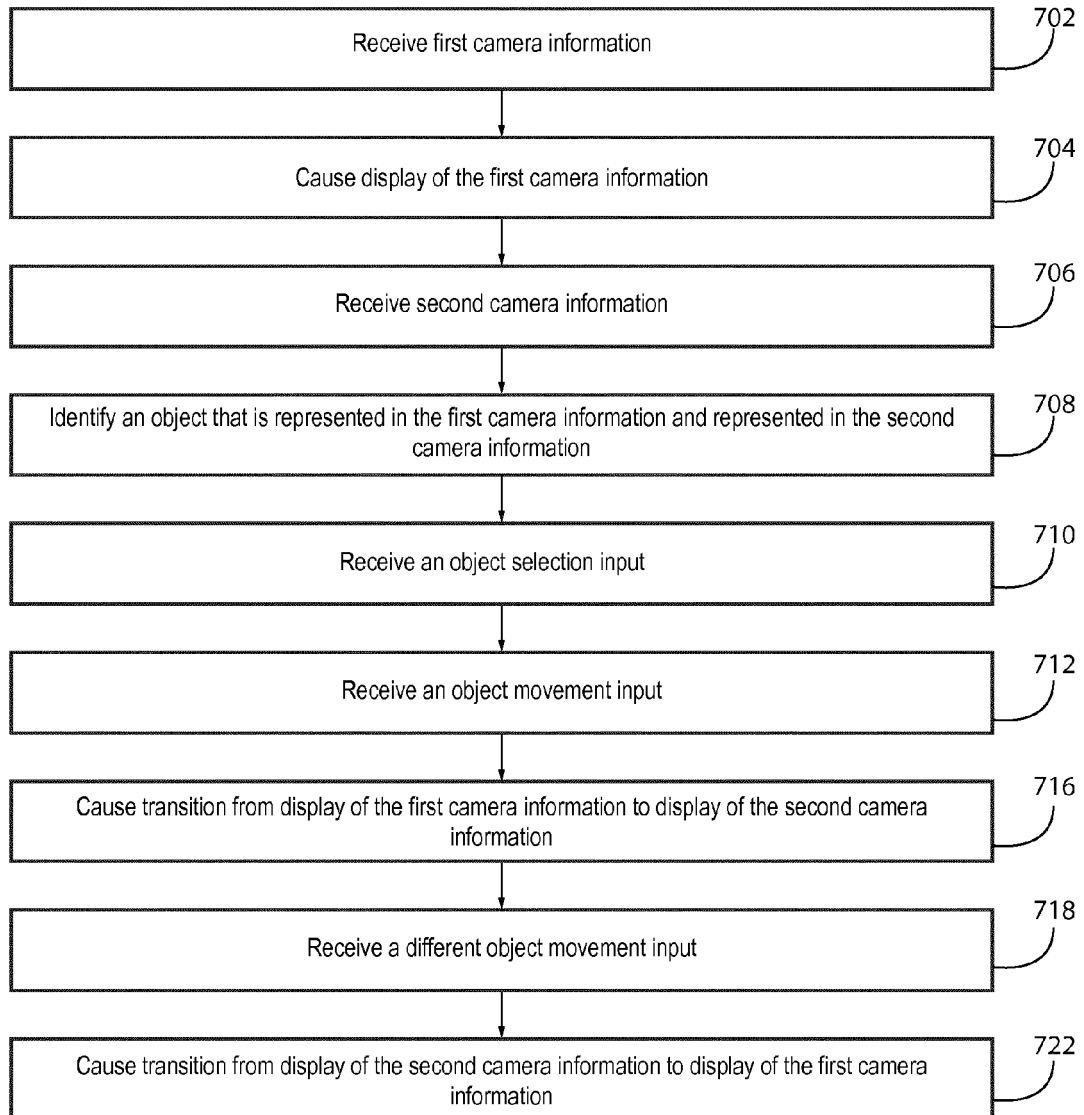 702
Receive first camera information
704
Cause display of the first camera information
706
Receive second camera information
708
Identify an object that is represented in the first camera information and represented in the second
camera information
710
Receive an object selection input
712
Receive an object movement input
716
Cause transition from display of the first camera information to display of the second camera
information
718
Receive a different object movement input
722
Cause transition from display of the second camera information to display of the first camera
information